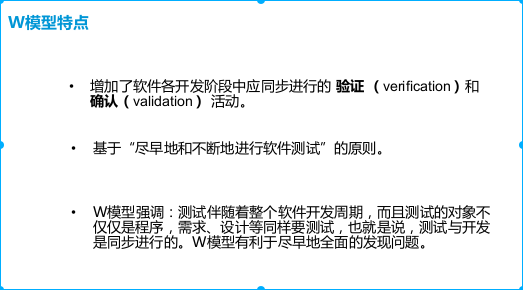 W模型特点
• 增加了软件各开发阶段中应同步进行的 验证 （verification）和
确认（validation） 活动。
• 基于“尽早地和不断地进行软件测试”的原则。
• W模型强调：测试伴随着整个软件开发周期，而且测试的对象不
仅仅是程序，需求、设计等同样要测试，也就是说，测试与开发
是同步进行的。W模型有利于尽早地全面的发现问题。